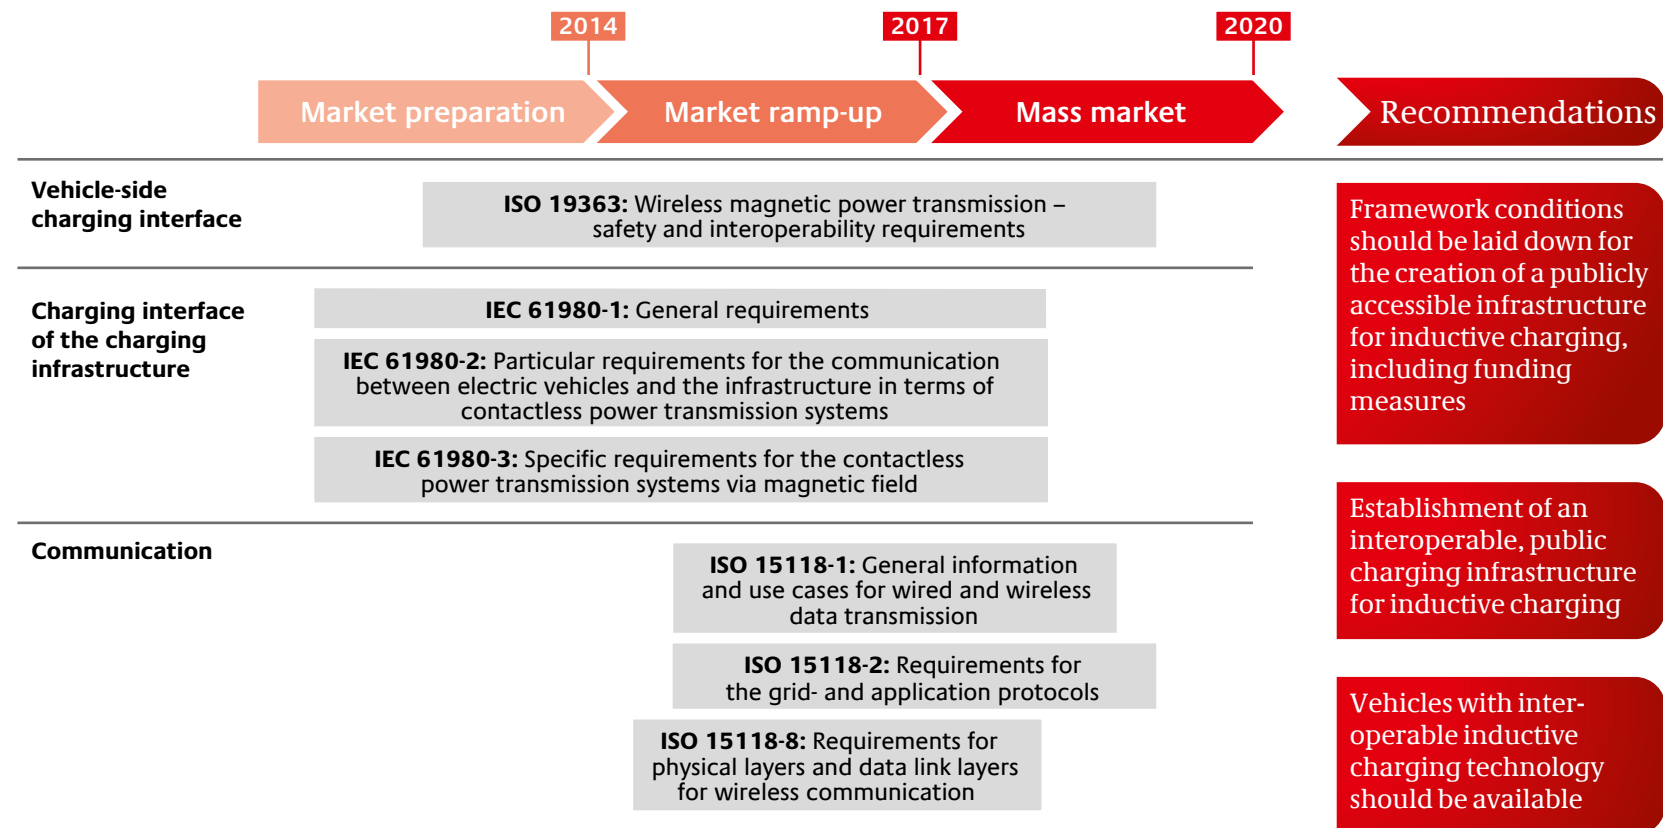 2014
2017
2020
Market preparation
Market ramp-up
Mass market
Recommendations
Vehicle-side
charging interface
ISO 19363: Wireless magnetic power transmission –
safety and interoperability requirements
Charging interface
of the charging
infrastructure
IEC 61980-1: General requirements
IEC 61980-2: Particular requirements for the communication
between electric vehicles and the infrastructure in terms of
contactless power transmission systems
IEC 61980-3: Specific requirements for the contactless
power transmission systems via magnetic field
Communication
ISO 15118-1: General information
and use cases for wired and wireless
data transmission
ISO 15118-2: Requirements for
the grid- and application protocols
ISO 15118-8: Requirements for
physical layers and data link layers
for wireless communication
Framework conditions
should be laid down for
the creation of a publicly
accessible infrastructure
for inductive charging,
including funding
measures
Establishment of an
interoperable, public
charging infrastructure
for inductive charging
Vehicles with inter-
operable inductive
charging technology
should be available